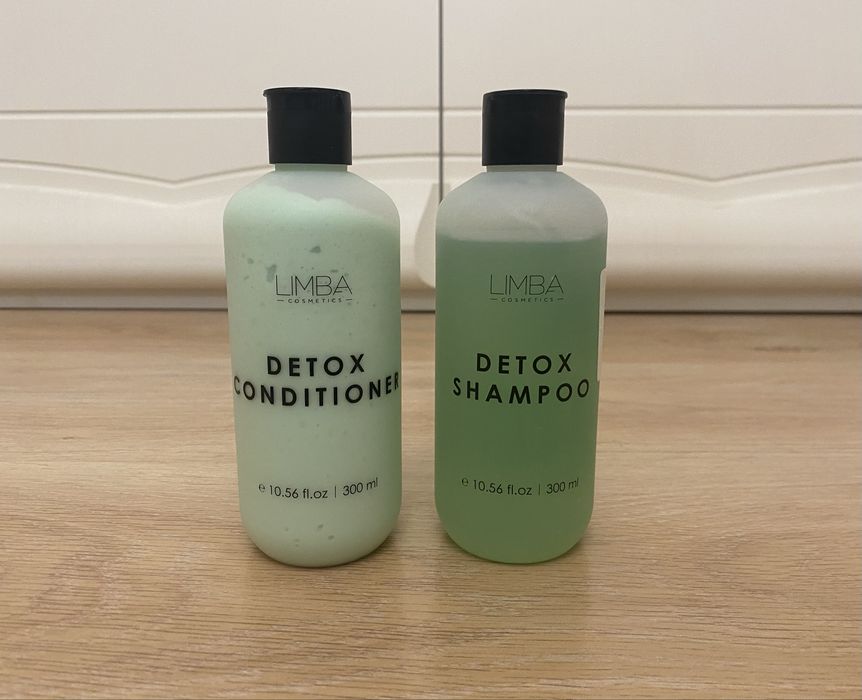 LIMBA
COSMETICS
DETOX
CONDITIONER
e 10.56 fl.oz | 300 ml
LIMBA
COSMETICS
DETOX
SHAMPOO
e 10.56 fl.oz | 300 ml